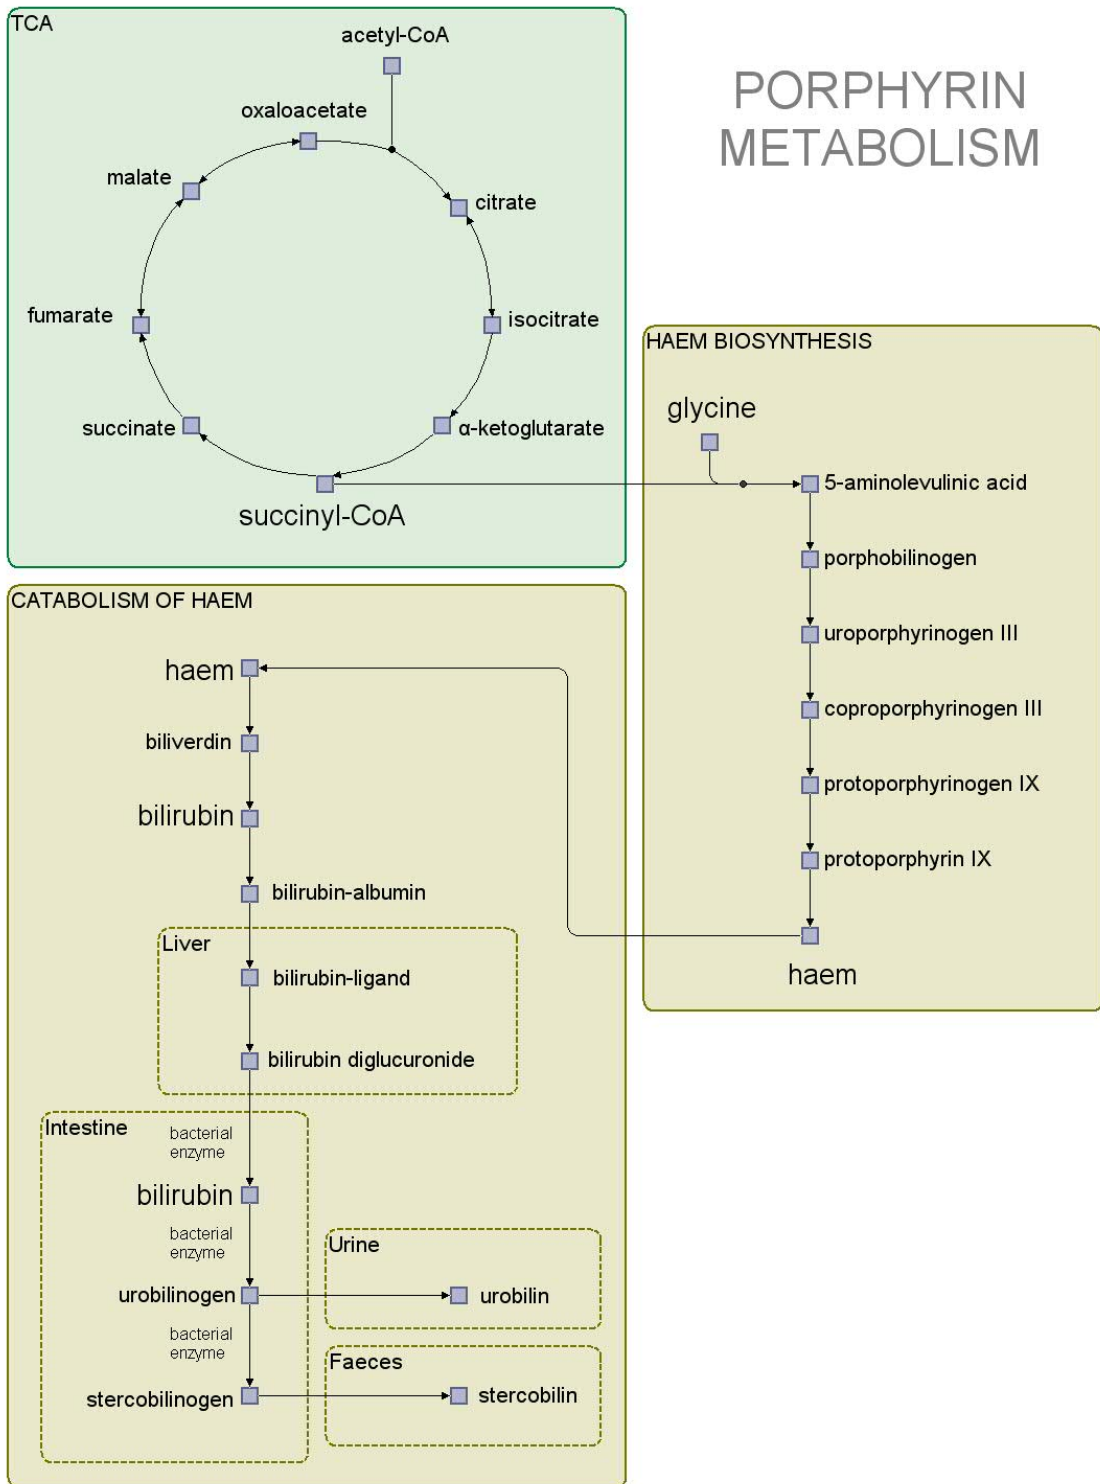 TCA
acetyl-CoA
oxaloacetate
malate
citrate
fumarate
isocitrate
succinate
α-ketoglutarate
succinyl-CoA
PORPHYRIN
METABOLISM
HAEM BIOSYNTHESIS
glycine
5-aminolevulinic acid
porphobilinogen
uroporphyrinogen III
coproporphyrinogen III
protoporphyrinogen IX
protoporphyrin IX
haem
CATABOLISM OF HAEM
haem
biliverdin
bilirubin
bilirubin-albumin
Liver
bilirubin-ligand
bilirubin diglucuronide
Intestine
bacterial
enzyme
bilirubin
bacterial
enzyme
urobilinogen
bacterial
enzyme
stercobilinogen
Urine
urobilin
Faeces
stercobilin